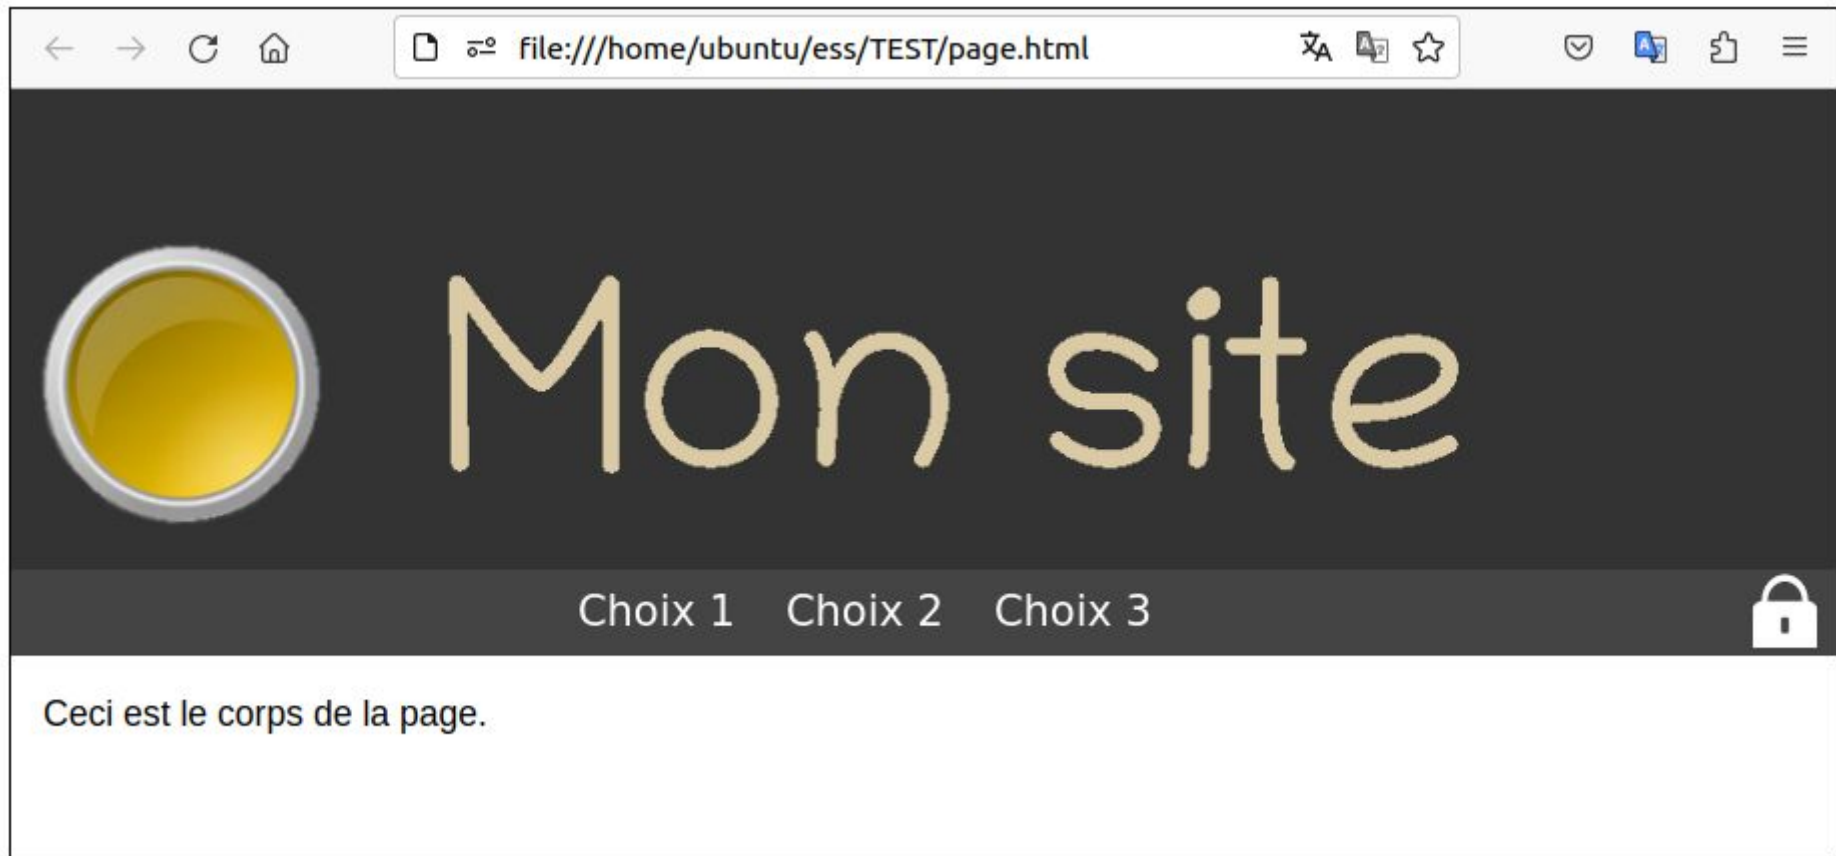 file:///home/ubuntu/ess/TEST/page.html
Mon site
Choix 1 Choix 2 Choix 3
Ceci est le corps de la page.